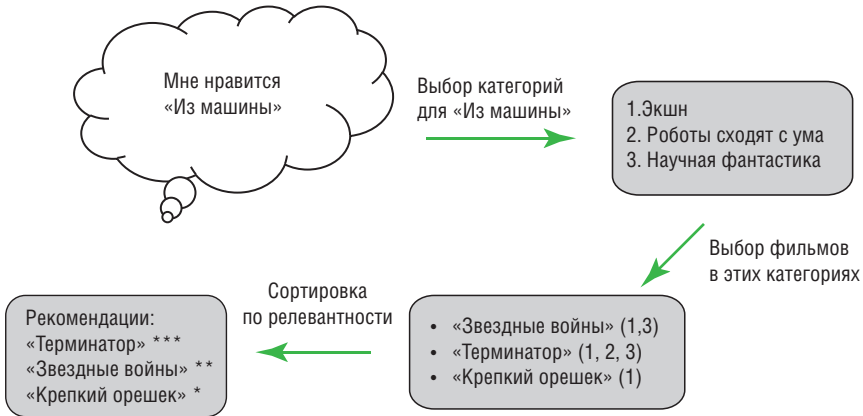 Мне нравится
«Из машины»
Выбор категорий
для «Из машины»
1.Экшн
2. Роботы сходят с ума
3. Научная фантастика
Выбор фильмов
в этих категориях
• «Звездные войны» (1,3)
• «Терминатор» (1, 2, 3)
• «Крепкий орешек» (1)
Сортировка
по релевантности
Рекомендации:
«Терминатор» ***
«Звездные войны» **
«Крепкий орешек» *